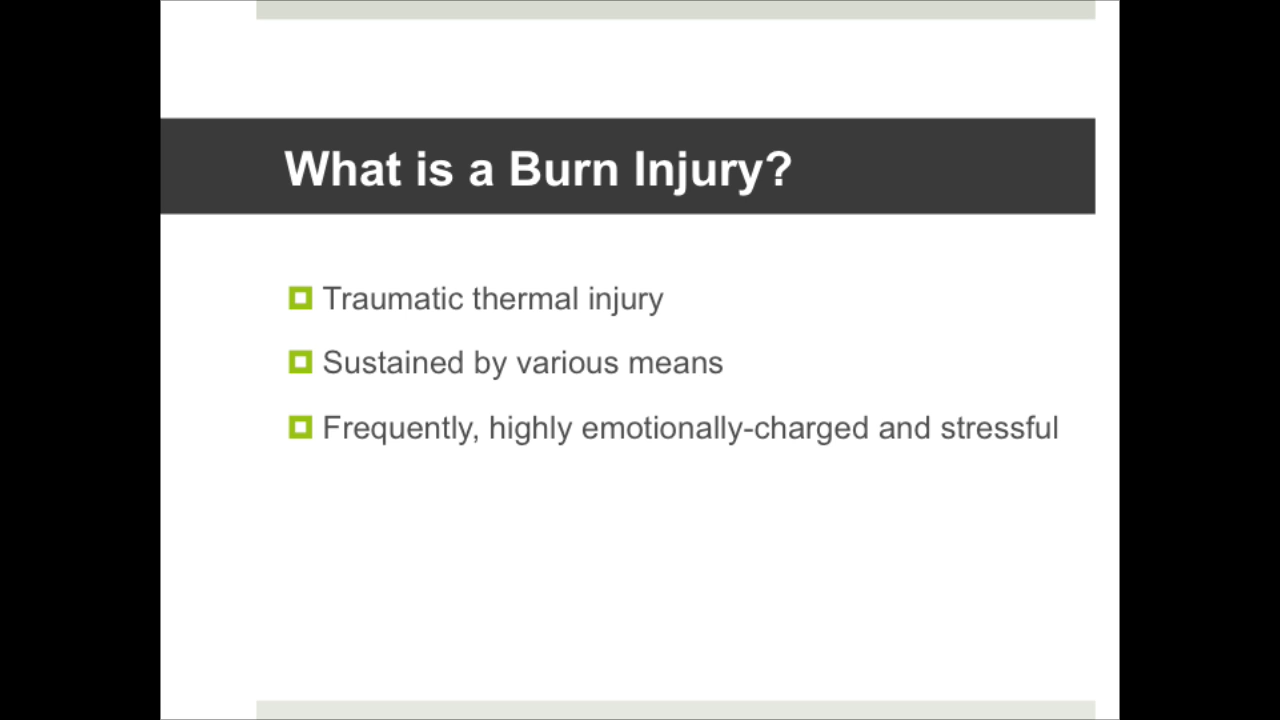 What is a Burn Injury?
Traumatic thermal injury
Sustained by various means
Frequently, highly emotionally-charged and stressful